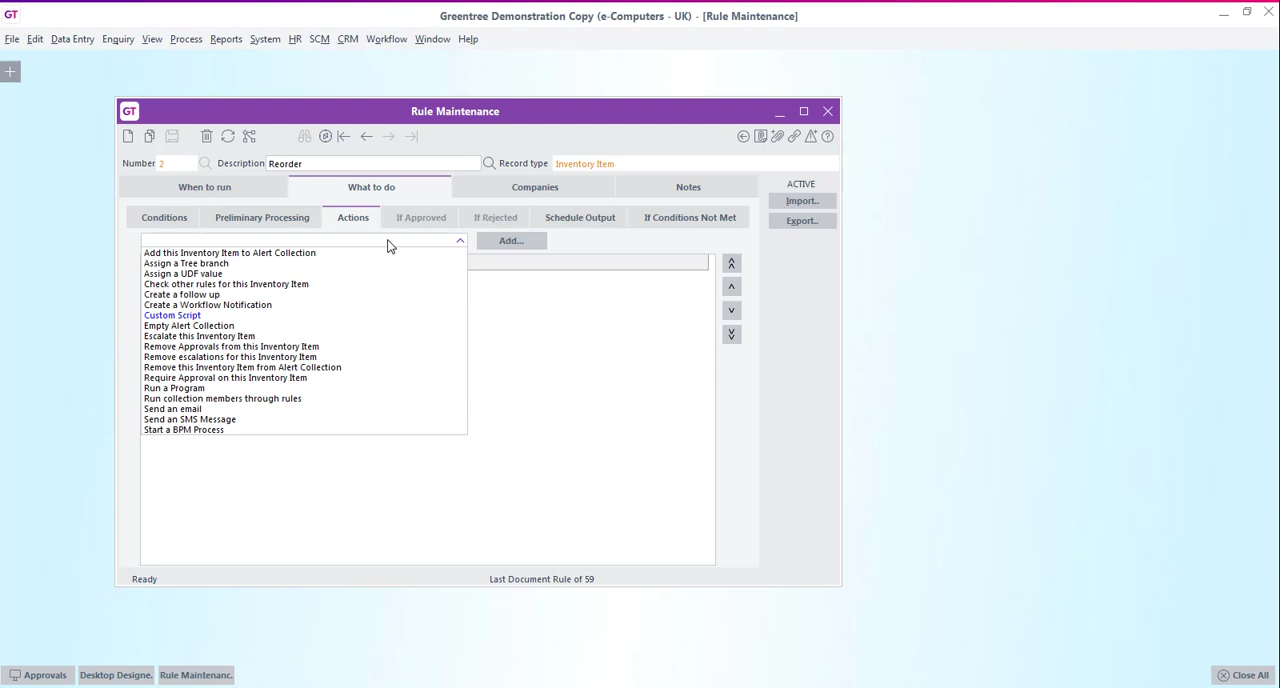 GT
Greentree Demonstration Copy (e-Computers - UK) - [Rule Maintenance]
File Edit Data Entry Enquiry View Process Reports System HR SCM CRM Workflow Window Help
GT Rule Maintenance
Number 2 Description Reorder Record type Inventory Item
When to run What to do Companies Notes
ACTIVE
Import..
Export..
Conditions Preliminary Processing Actions If Approved If Rejected Schedule Output If Conditions Not Met
Add...
Add this Inventory Item to Alert Collection
Assign a Tree branch
Assign a UDF value
Check other rules for this Inventory Item
Create a follow up
Create a Workflow Notification
Custom Script
Empty Alert Collection
Escalate this Inventory Item
Remove Approvals from this Inventory Item
Remove escalations for this Inventory Item
Remove this Inventory Item from Alert Collection
Require Approval on this Inventory Item
Run a Program
Run collection members through rules
Send an email
Send an SMS Message
Start a BPM Process
Ready Last Document Rule of 59
Approvals Desktop Designe. Rule Maintenanc. Close All